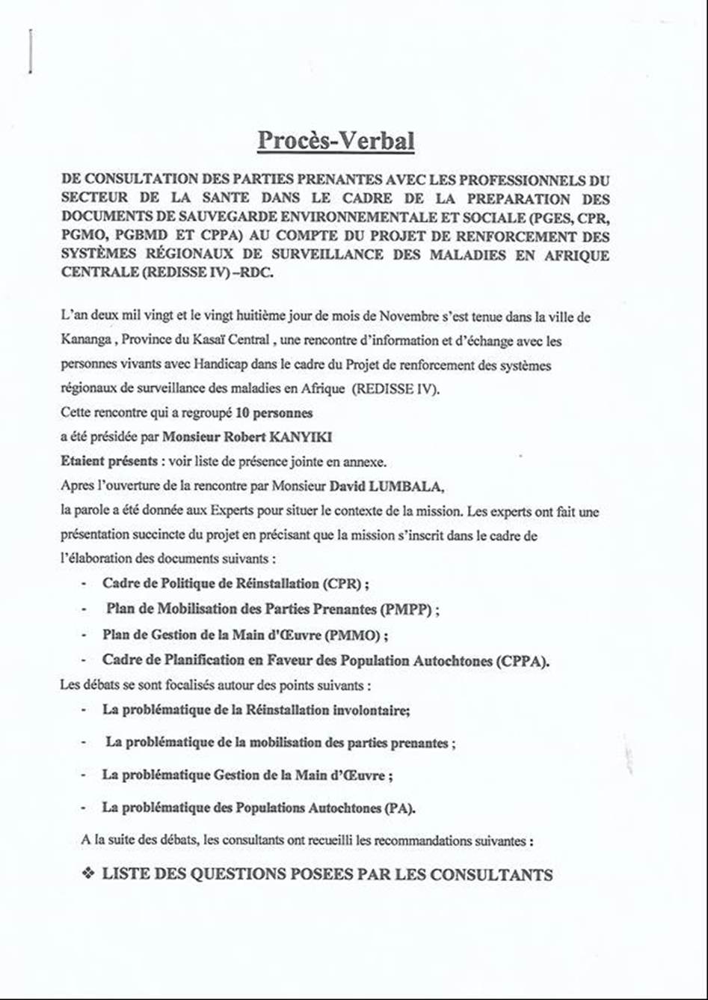 Procès-Verbal
DE CONSULTATION DES PARTIES PRENANTES AVEC LES PROFESSIONNELS DU
SECTEUR DE LA SANTE DANS LE CADRE DE LA PREPARATION DES
DOCUMENTS DE SAUVEGARDE ENVIRONNEMENTALE ET SOCIALE (PGES, CPR,
PGMO, PGBMD ET CPPA) AU COMPTE DU PROJET DE RENFORCEMENT DES
SYSTÈMES RÉGIONAUX DE SURVEILLANCE DES MALADIES EN AFRIQUE
CENTRALE (REDISSE IV) –RDC.
L'an deux mil vingt et le vingt huitième jour de mois de Novembre s'est tenue dans la ville de
Kananga , Province du Kasaï Central , une rencontre d'information et d'échange avec les
personnes vivants avec Handicap dans le cadre du Projet de renforcement des systèmes
régionaux de surveillance des maladies en Afrique (REDISSE IV).
Cette rencontre qui a regroupé 10 personnes
a été présidée par Monsieur Robert KANYIKI
Etaient présents : voir liste de présence jointe en annexe.
Apres l'ouverture de la rencontre par Monsieur David LUMBALA,
la parole a été donnée aux Experts pour situer le contexte de la mission. Les experts ont fait une
présentation succincte du projet en précisant que la mission s'inscrit dans le cadre de
l'élaboration des documents suivants :
- Cadre de Politique de Réinstallation (CPR) ;
- Plan de Mobilisation des Parties Prenantes (PMPP) ;
- Plan de Gestion de la Main d'Œuvre (PMMO) ;
- Cadre de Planification en Faveur des Population Autochtones (CPPA).
Les débats se sont focalisés autour des points suivants :
- La problématique de la Réinstallation involontaire;
- La problématique de la mobilisation des parties prenantes ;
- La problématique Gestion de la Main d'Œuvre ;
- La problématique des Populations Autochtones (PA).
A la suite des débats, les consultants ont recueilli les recommandations suivantes :
❖ LISTE DES QUESTIONS POSEES PAR LES CONSULTANTS